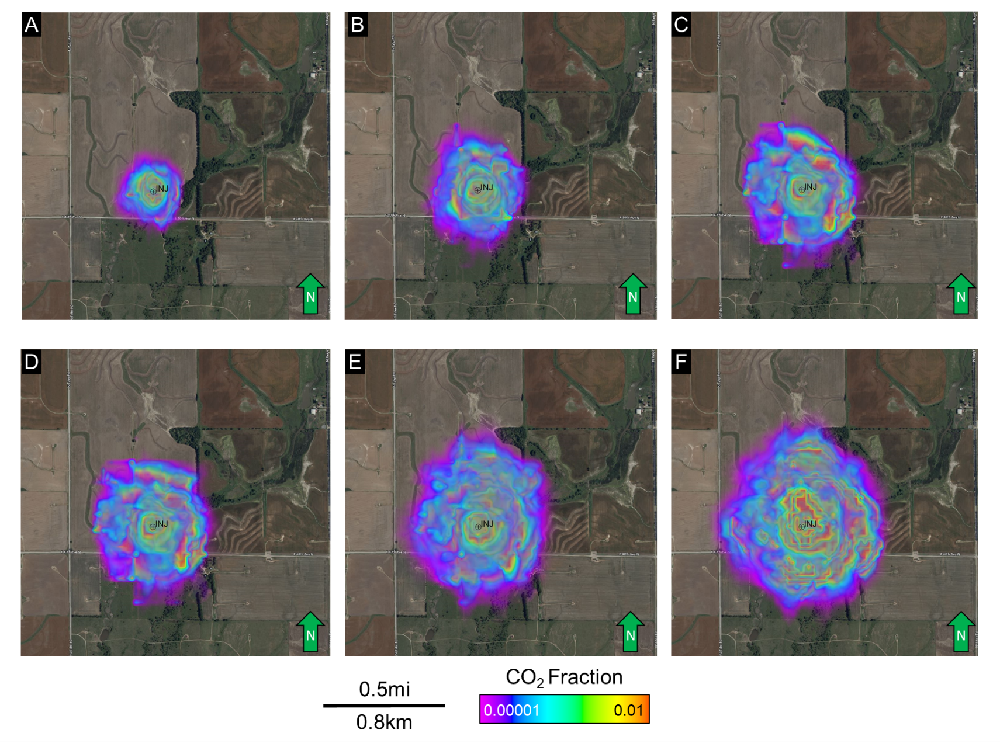 A
B
C
INJ
INJ
INJ
N
N
N
D
E
F
INJ
INJ
INJ
N
N
N
0.5mi
0.8km
CO₂ Fraction
0.00001
0.01